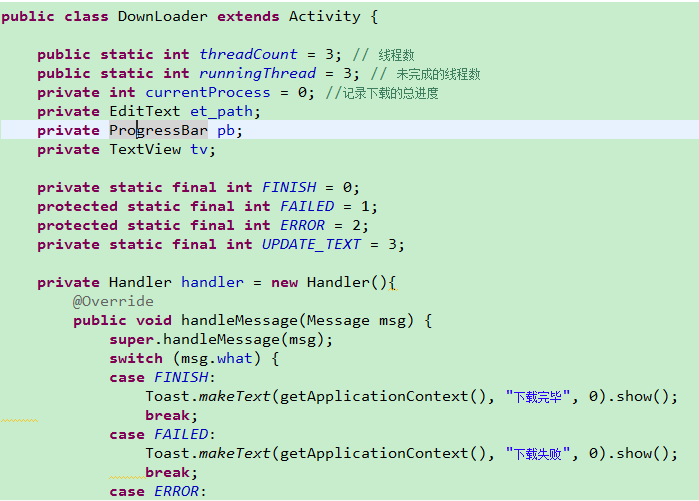 public class DownLoader extends Activity {
public static int threadCount = 3; // 线程数
public static int runningThread = 3; // 未完成的线程数
private int currentProcess = 0; //记录下载的总进度
private EditText et_path;
private ProgressBar pb;
private TextView tv;
private static final int FINISH = 0;
protected static final int FAILED = 1;
protected static final int ERROR = 2;
private static final int UPDATE_TEXT = 3;
private Handler handler = new Handler(){
@Override
public void handleMessage(Message msg) {
super.handleMessage(msg);
switch (msg.what) {
case FINISH:
Toast.makeText(getApplicationContext(), "下载完毕", 0).show();
break;
case FAILED:
Toast.makeText(getApplicationContext(), "下载失败", 0).show();
break;
case ERROR: